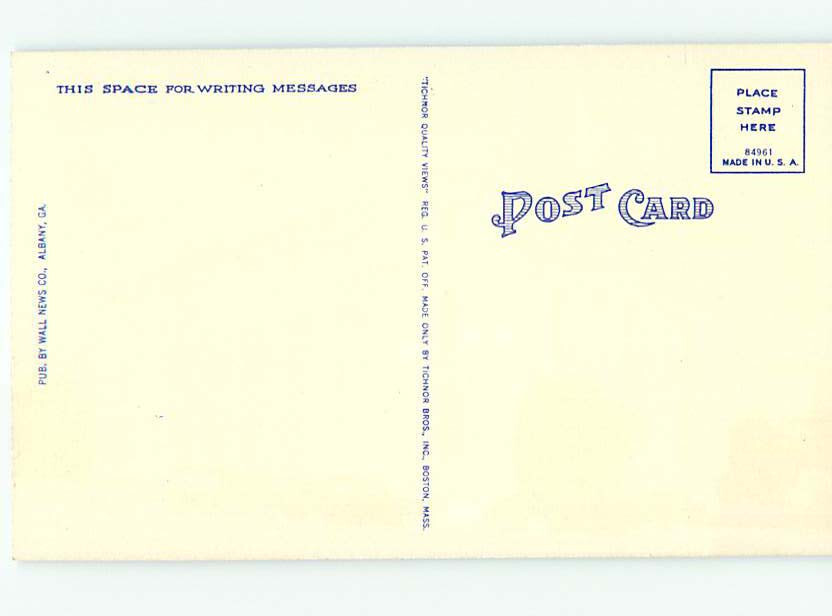 THIS SPACE FOR WRITING MESSAGES
PUB. BY WALL NEWS CO., ALBANY, GA.
"TICHNOR QUALITY VIEWS" REG. U. S. PAT. OFF. MADE ONLY BY TICHNOR BROS., INC., BOSTON, MASS.
POST CARD
PLACE
STAMP
HERE
84961
MADE IN U. S. A.